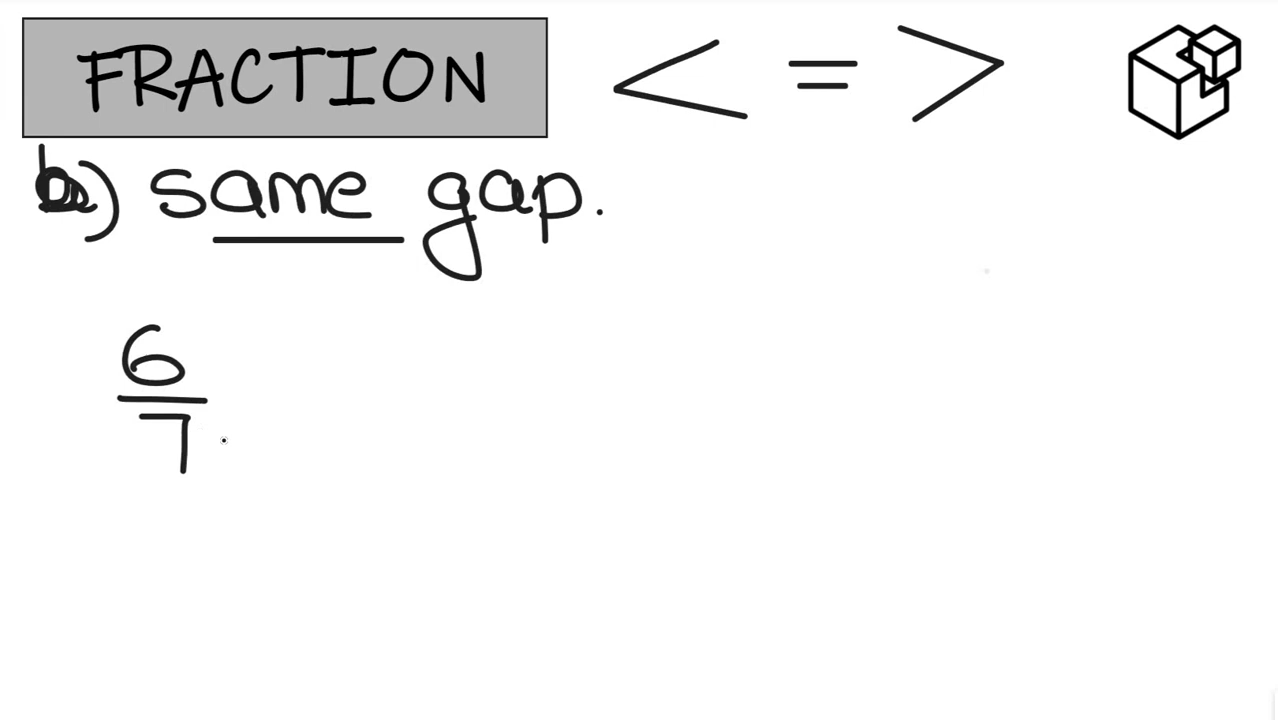 FRACTION < = >
b) same gap.
6
7